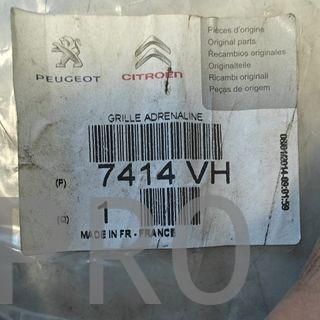 Pièces d'origine
Original parts
Recambios originales
Originalteile
Ricambi originali
Peças de origem
PEUGEOT CITROËN
GRILLE ADRENALINE
(P) 7414 VH
(Q) 1
MADE IN FR - FRANCE
PRO